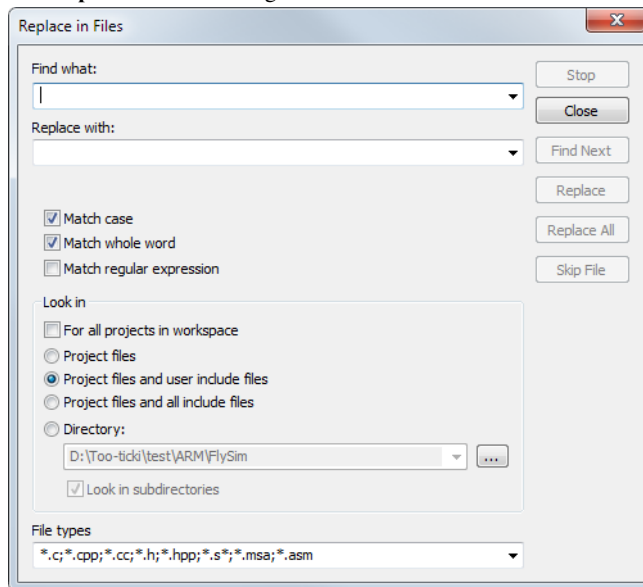 Replace in Files
Find what:
Stop
Close
Replace with:
Find Next
Replace
Match case
Match whole word
Replace All
Match regular expression
Skip File
Look in
For all projects in workspace
Project files
Project files and user include files
Project files and all include files
Directory:
D:\Too-ticki\test\ARM\FlySim
...
Look in subdirectories
File types
*.c;*.cpp;*.cc;*.h;*.hpp;*.s*;*.msa;*.asm